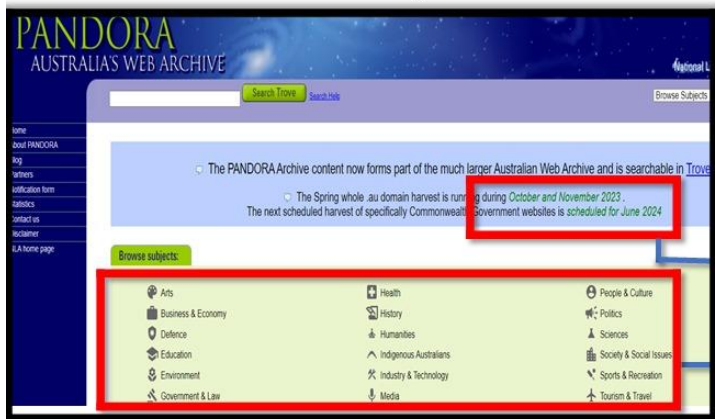 PANDORA
AUSTRALIA'S WEB ARCHIVE
National L
Search Trove Search Help
Browse Subjects
Home
About PANDORA
Blog
Partners
Notification form
Statistics
Contact us
Disclaimer
NLA home page
The PANDORA Archive content now forms part of the much larger Australian Web Archive and is searchable in Trove
The Spring whole .au domain harvest is running during October and November 2023 .
The next scheduled harvest of specifically Commonwealth Government websites is scheduled for June 2024
Browse subjects:
Arts
Business & Economy
Defence
Education
Environment
Government & Law
Health
History
Humanities
Indigenous Australians
Industry & Technology
Media
People & Culture
Politics
Sciences
Society & Social Issues
Sports & Recreation
Tourism & Travel